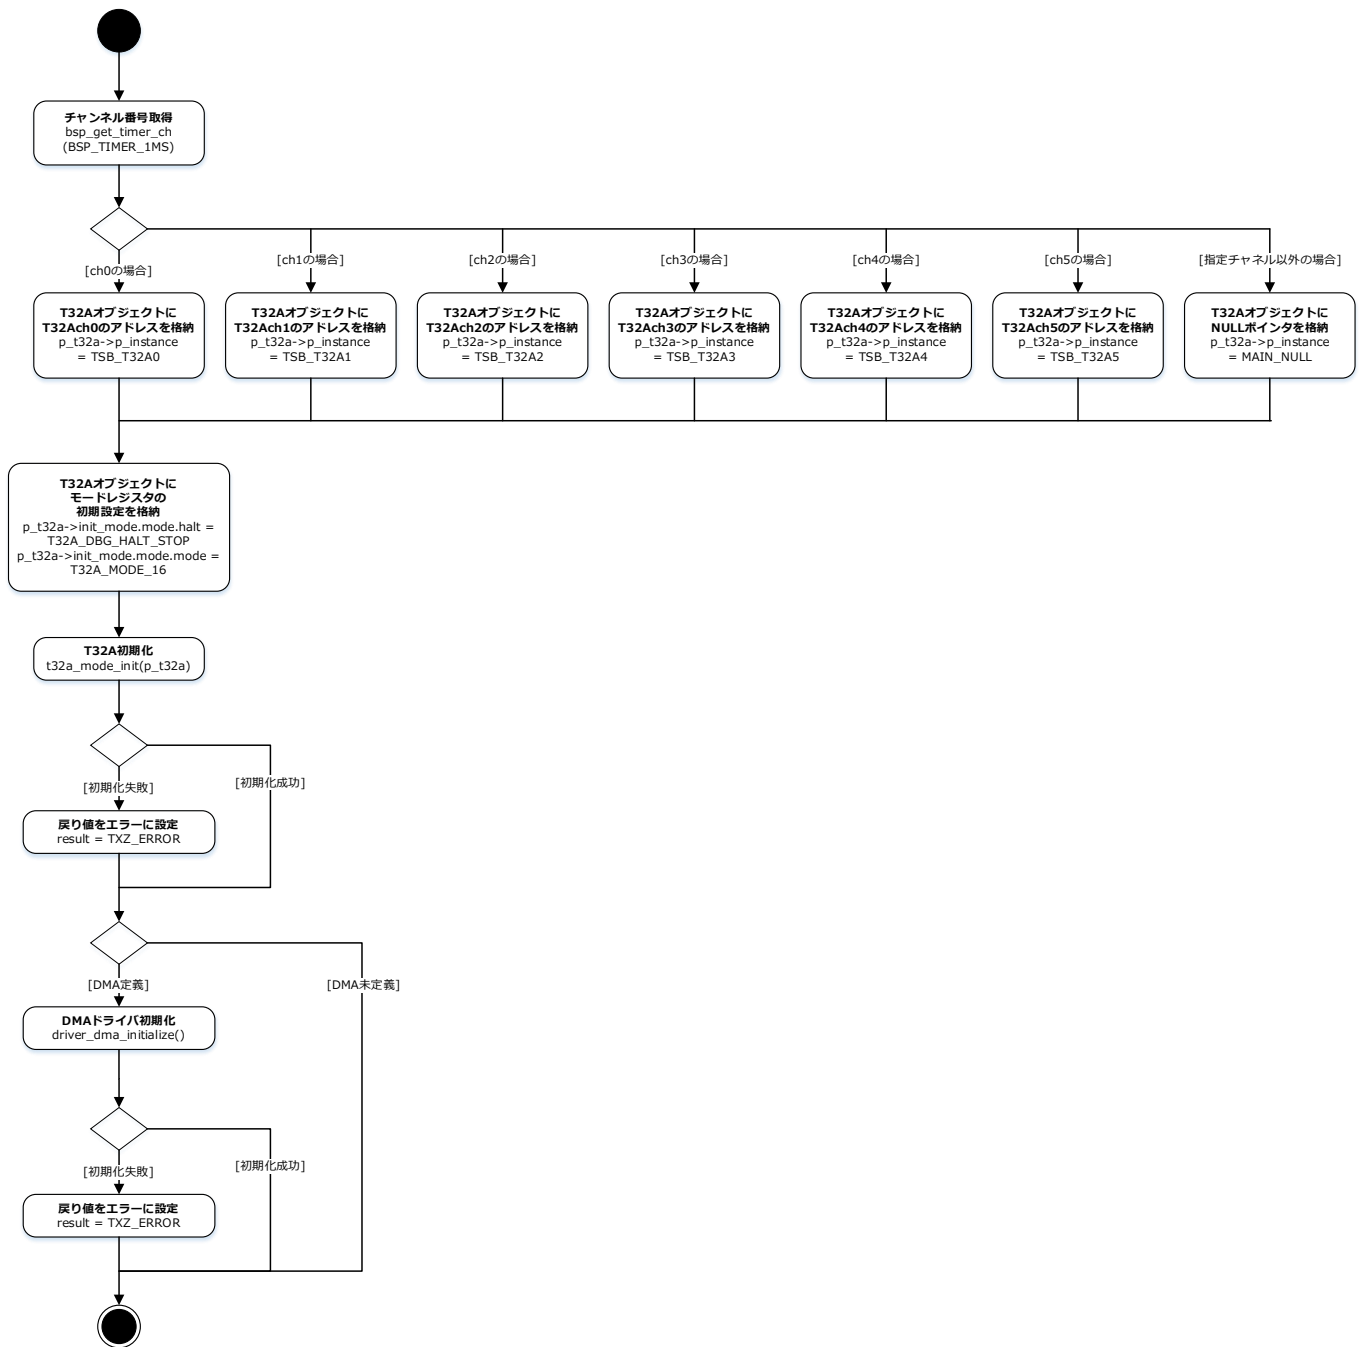 チャンネル番号取得
bsp_get_timer_ch
(BSP_TIMER_1MS)
[ch0の場合]
[ch1の場合]
[ch2の場合]
[ch3の場合]
[ch4の場合]
[ch5の場合]
[指定チャネル以外の場合]
T32Aオブジェクトに
T32Ach0のアドレスを格納
p_t32a->p_instance
= TSB_T32A0
T32Aオブジェクトに
T32Ach1のアドレスを格納
p_t32a->p_instance
= TSB_T32A1
T32Aオブジェクトに
T32Ach2のアドレスを格納
p_t32a->p_instance
= TSB_T32A2
T32Aオブジェクトに
T32Ach3のアドレスを格納
p_t32a->p_instance
= TSB_T32A3
T32Aオブジェクトに
T32Ach4のアドレスを格納
p_t32a->p_instance
= TSB_T32A4
T32Aオブジェクトに
T32Ach5のアドレスを格納
p_t32a->p_instance
= TSB_T32A5
T32Aオブジェクトに
NULLポインタを格納
p_t32a->p_instance
= MAIN_NULL
T32Aオブジェクトに
モードレジスタの
初期設定を格納
p_t32a->init_mode.mode.halt =
T32A_DBG_HALT_STOP
p_t32a->init_mode.mode.mode =
T32A_MODE_16
T32A初期化
t32a_mode_init(p_t32a)
[初期化失敗]
[初期化成功]
戻り値をエラーに設定
result = TXZ_ERROR
[DMA定義]
[DMA未定義]
DMAドライバ初期化
driver_dma_initialize()
[初期化失敗]
[初期化成功]
戻り値をエラーに設定
result = TXZ_ERROR